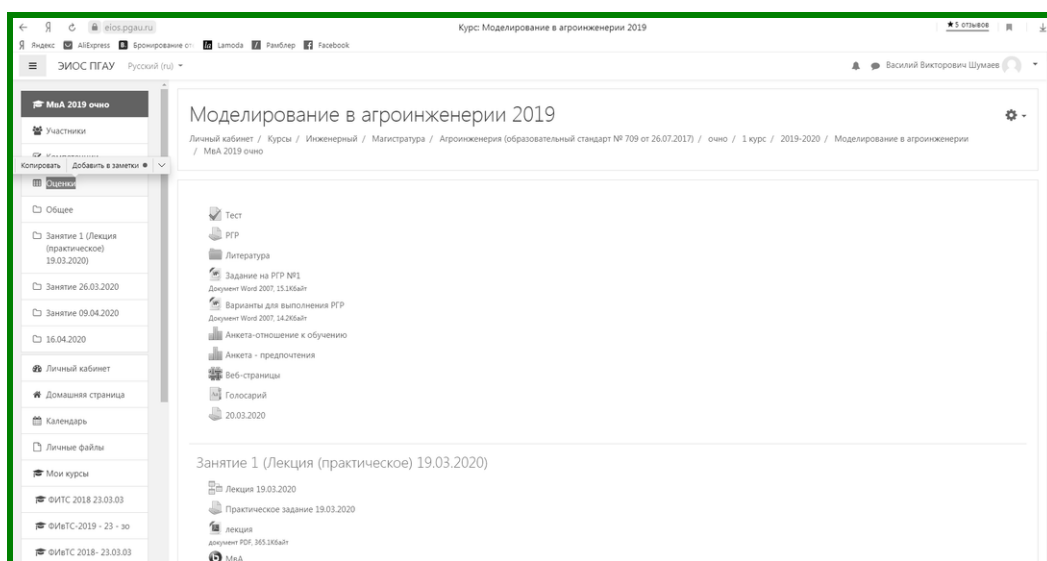 eios.pgau.ru
Курс: Моделирование в агроинженерии 2019
5 отзывов
Яндекс AliExpress Бронирование от Lamoda Рамблер Facebook
ЭИОС ПГАУ Русский (ru)
Василий Викторович Шумаев
МвА 2019 очно
Участники
Копировать Добавить в заметки
Оценки
Общее
Занятие 1 (Лекция
(практическое)
19.03.2020)
Занятие 26.03.2020
Занятие 09.04.2020
16.04.2020
Личный кабинет
Домашняя страница
Календарь
Личные файлы
Мои курсы
ФИТС 2018 23.03.03
ФИвТС-2019 - 23 - зо
ФИвТС 2018- 23.03.03
Моделирование в агроинженерии 2019
Личный кабинет / Курсы / Инженерный / Магистратура / Агроинженерия (образовательный стандарт № 709 от 26.07.2017) / очно / 1 курс / 2019-2020 / Моделирование в агроинженерии
/ МвА 2019 очно
Тест
РГР
Литература
Задание на РГР №1
Документ Word 2007, 15.1Кбайт
Варианты для выполнения РГР
Документ Word 2007, 14.2Кбайт
Анкета-отношение к обучению
Анкета - предпочтения
Веб-страницы
Голосарий
20.03.2020
Занятие 1 (Лекция (практическое) 19.03.2020)
Лекция 19.03.2020
Практическое задание 19.03.2020
лекция
документ PDF, 365.1Кбайт
МвА